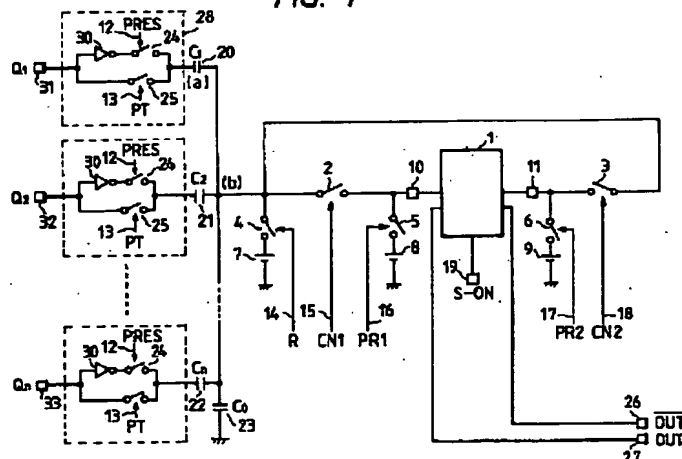 12 PRES 24 28
30 C₁ 20
Q₁
31 (a)
13 25
PT
12 PRES 26
30 C₂ (b) 2 10 1 11 3
Q₂
32 21
13 25 4 5 6
PT
7 8 19 9
S-ON
14 15 16 17 18
R CN1 PR1 PR2 CN2
12 PRES 24
30 Cn
Qn
33 22 C₀
13 23
PT
26
OUT
OUT
27